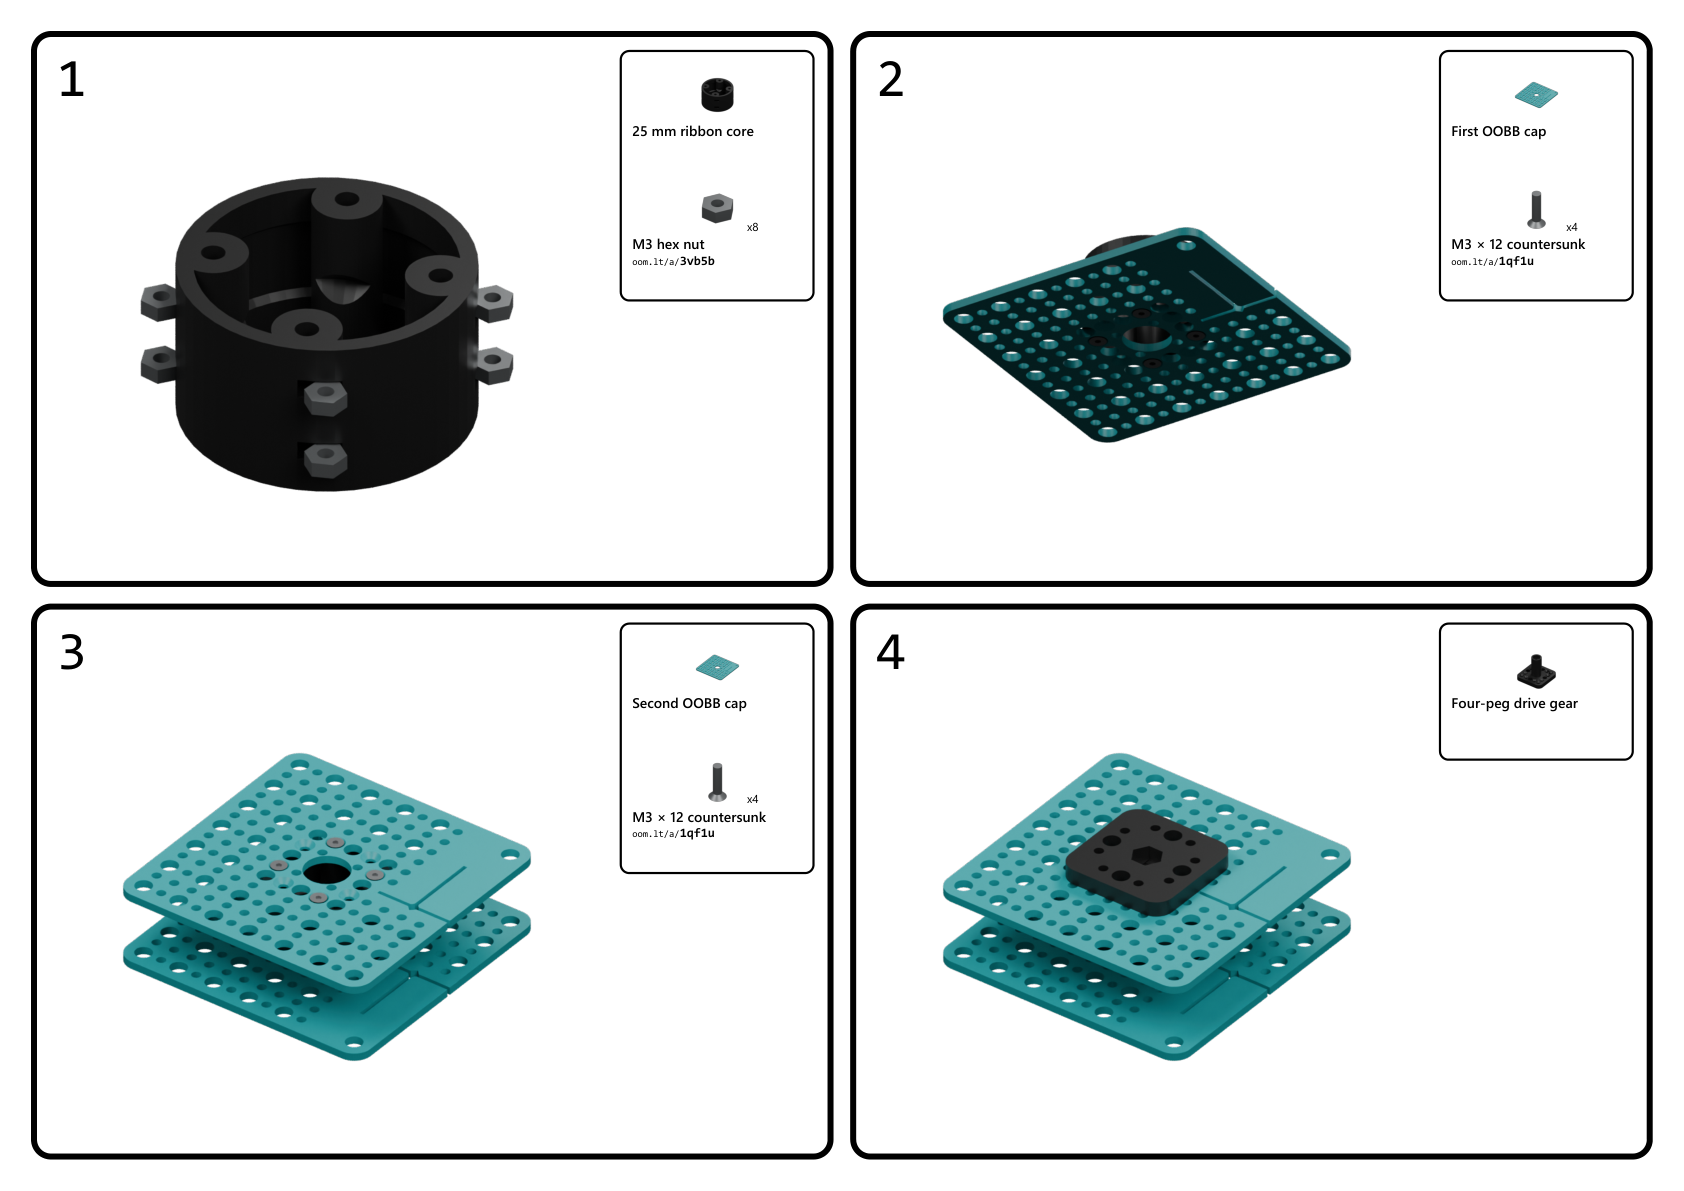 1
25 mm ribbon core
x8
M3 hex nut
oom.lt/a/3vb5b
2
First OOBB cap
x4
M3 × 12 countersunk
oom.lt/a/1qf1u
3
Second OOBB cap
x4
M3 × 12 countersunk
oom.lt/a/1qf1u
4
Four-peg drive gear